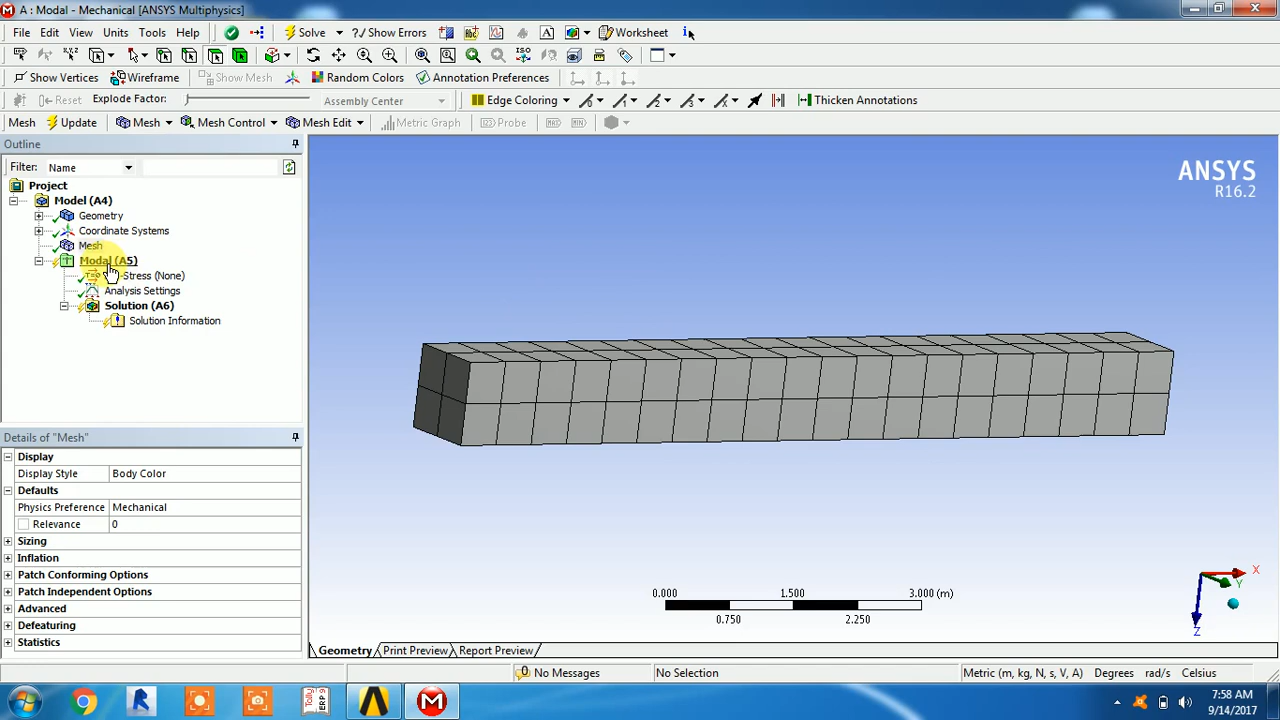 A : Modal - Mechanical [ANSYS Multiphysics]
File Edit View Units Tools Help Solve Show Errors Worksheet
Show Vertices Wireframe Show Mesh Random Colors Annotation Preferences
Reset Explode Factor: Assembly Center Edge Coloring Thicken Annotations
Mesh Update Mesh Mesh Control Mesh Edit Metric Graph Probe MAX MIN
Outline
Filter: Name
Project
Model (A4)
Geometry
Coordinate Systems
Mesh
Modal (A5)
Stress (None)
Analysis Settings
Solution (A6)
Solution Information
Details of "Mesh"
Display
Display Style Body Color
Defaults
Physics Preference Mechanical
Relevance 0
Sizing
Inflation
Patch Conforming Options
Patch Independent Options
Advanced
Defeaturing
Statistics
ANSYS
R16.2
0.000 1.500 3.000 (m)
0.750 2.250
X
Y
Z
Geometry Print Preview Report Preview
No Messages No Selection Metric (m, kg, N, s, V, A) Degrees rad/s Celsius
7:58 AM
9/14/2017